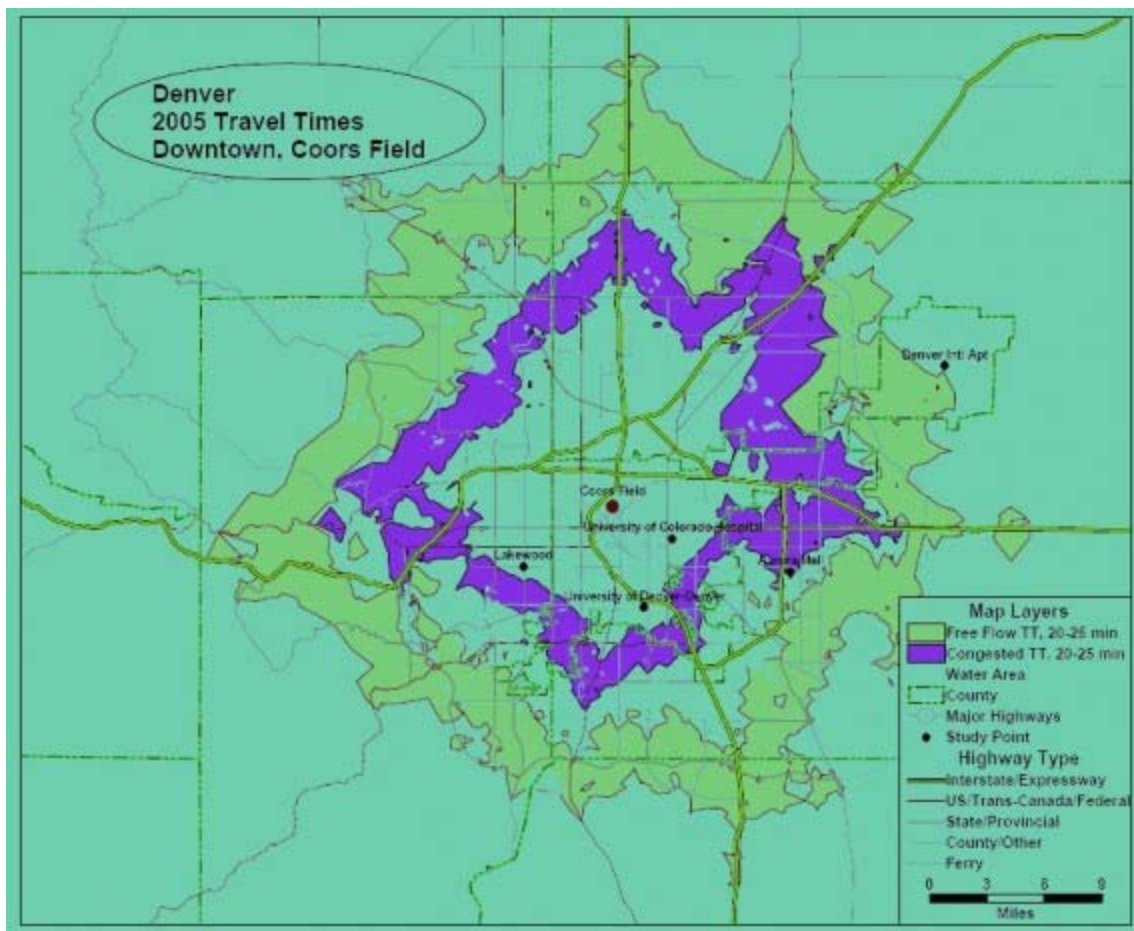 Denver
2005 Travel Times
Downtown, Coors Field
Denver Intl Apt
Coors Field
University of Colorado Hospital
Lakewood
University of Denver-Denver
Map Layers
Free Flow TT, 20-25 min
Congested TT. 20-25 min
Water Area
County
Major Highways
Study Point
Highway Type
Interstate/Expressway
US/Trans-Canada/Federal
State/Provincial
County/Other
Ferry
0 3 6 9
Miles